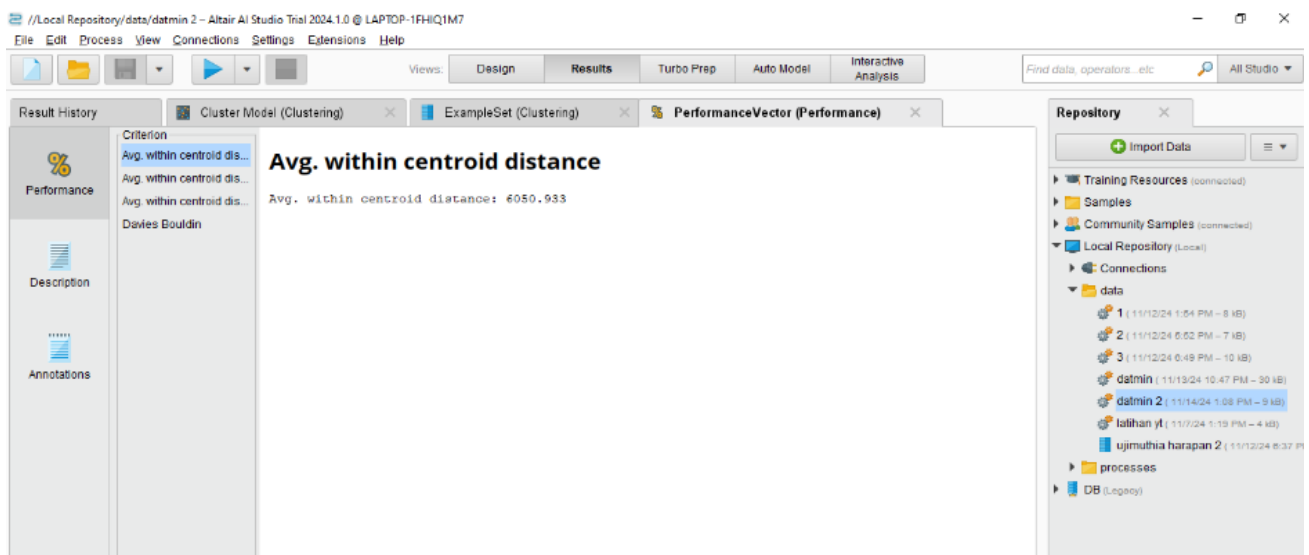 //Local Repository/data/datmin 2 – Altair AI Studio Trial 2024.1.0 @ LAPTOP-1FHIQ1M7
File Edit Process View Connections Settings Extensions Help
Views: Design Results Turbo Prep Auto Model Interactive Analysis
Find data, operators...etc All Studio
Result History Cluster Model (Clustering) ExampleSet (Clustering) PerformanceVector (Performance)
Performance
Description
Annotations
Criterion
Avg. within centroid dis...
Avg. within centroid dis...
Avg. within centroid dis...
Davies Bouldin
Avg. within centroid distance
Avg. within centroid distance: 6050.933
Repository
Import Data
Training Resources (connected)
Samples
Community Samples (connected)
Local Repository (Local)
Connections
data
1 ( 11/12/24 1:54 PM – 8 kB)
2 ( 11/12/24 6:52 PM – 7 kB)
3 ( 11/12/24 6:49 PM – 10 kB)
datmin ( 11/13/24 10:47 PM – 30 kB)
datmin 2 ( 11/14/24 1:08 PM – 9 kB)
latihan yt ( 11/7/24 1:19 PM – 4 kB)
ujimuthia harapan 2 ( 11/12/24 6:37
processes
DB (Legacy)